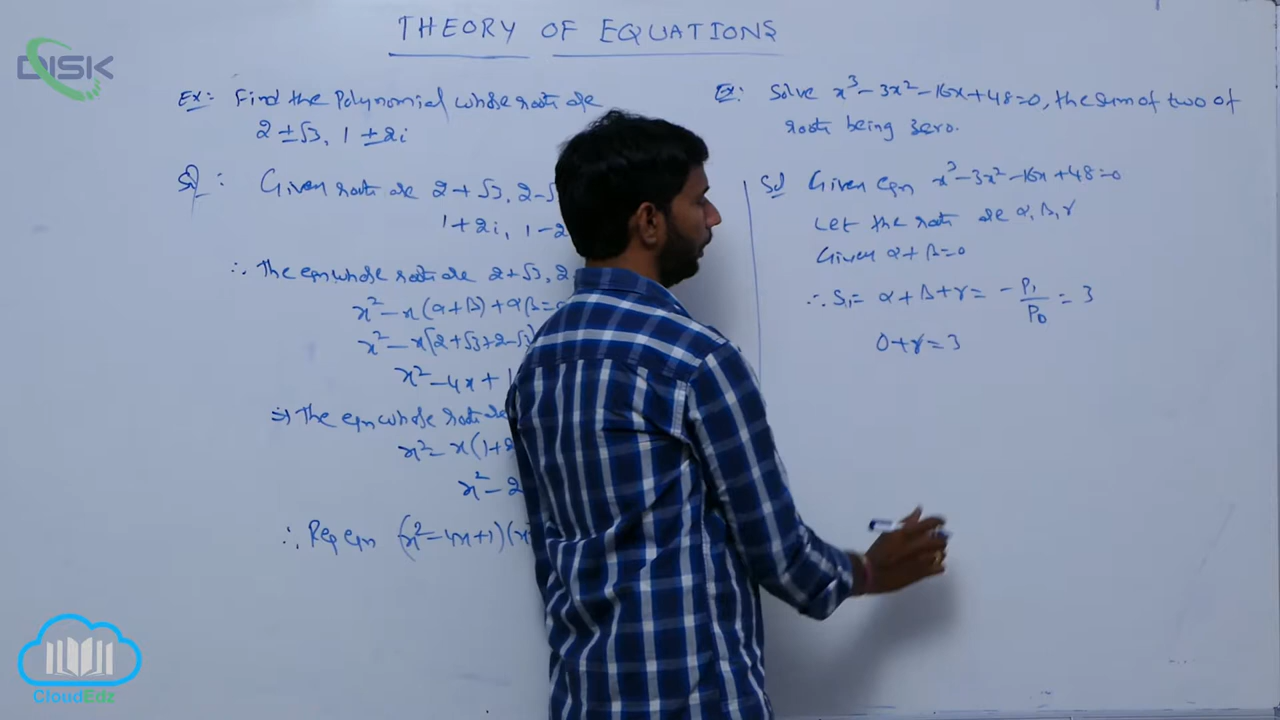 THEORY OF EQUATIONS
DISK
Ex: Find the Polynomial whose roots are
2 ± √3, 1 ± 2i
Sol: Given roots are 2 + √3, 2 - √
1 + 2i, 1 - 2
∴ The eqn whose roots are 2 + √3, 2
x² - x (α + β) + αβ =
x² - x [2 + √3 + 2 - √3]
x² - 4x + 1
⇒ The eqn whose roots are
x² - x (1 + 2
x² - 2
∴ Req eqn (x² - 4x + 1) (x²
Ex: Solve x³ - 3x² - 16x + 48 = 0, the sum of two of
roots being zero.
Sol Given eqn x³ - 3x² - 16x + 48 = 0
Let the roots are α, β, γ
Given α + β = 0
∴ S₁ = α + β + γ = - P₁/P₀ = 3
0 + γ = 3
CloudEdz